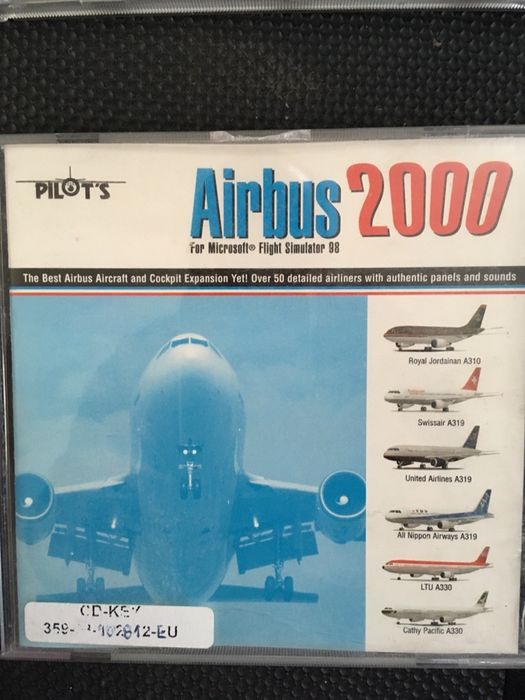 PILOT'S
Airbus 2000
For Microsoft® Flight Simulator 98
The Best Airbus Aircraft and Cockpit Expansion Yet! Over 50 detailed airliners with authentic panels and sounds
Royal Jordainan A310
Swissair A319
United Airlines A319
All Nippon Airways A319
LTU A330
Cathy Pacific A330
CD-KEY